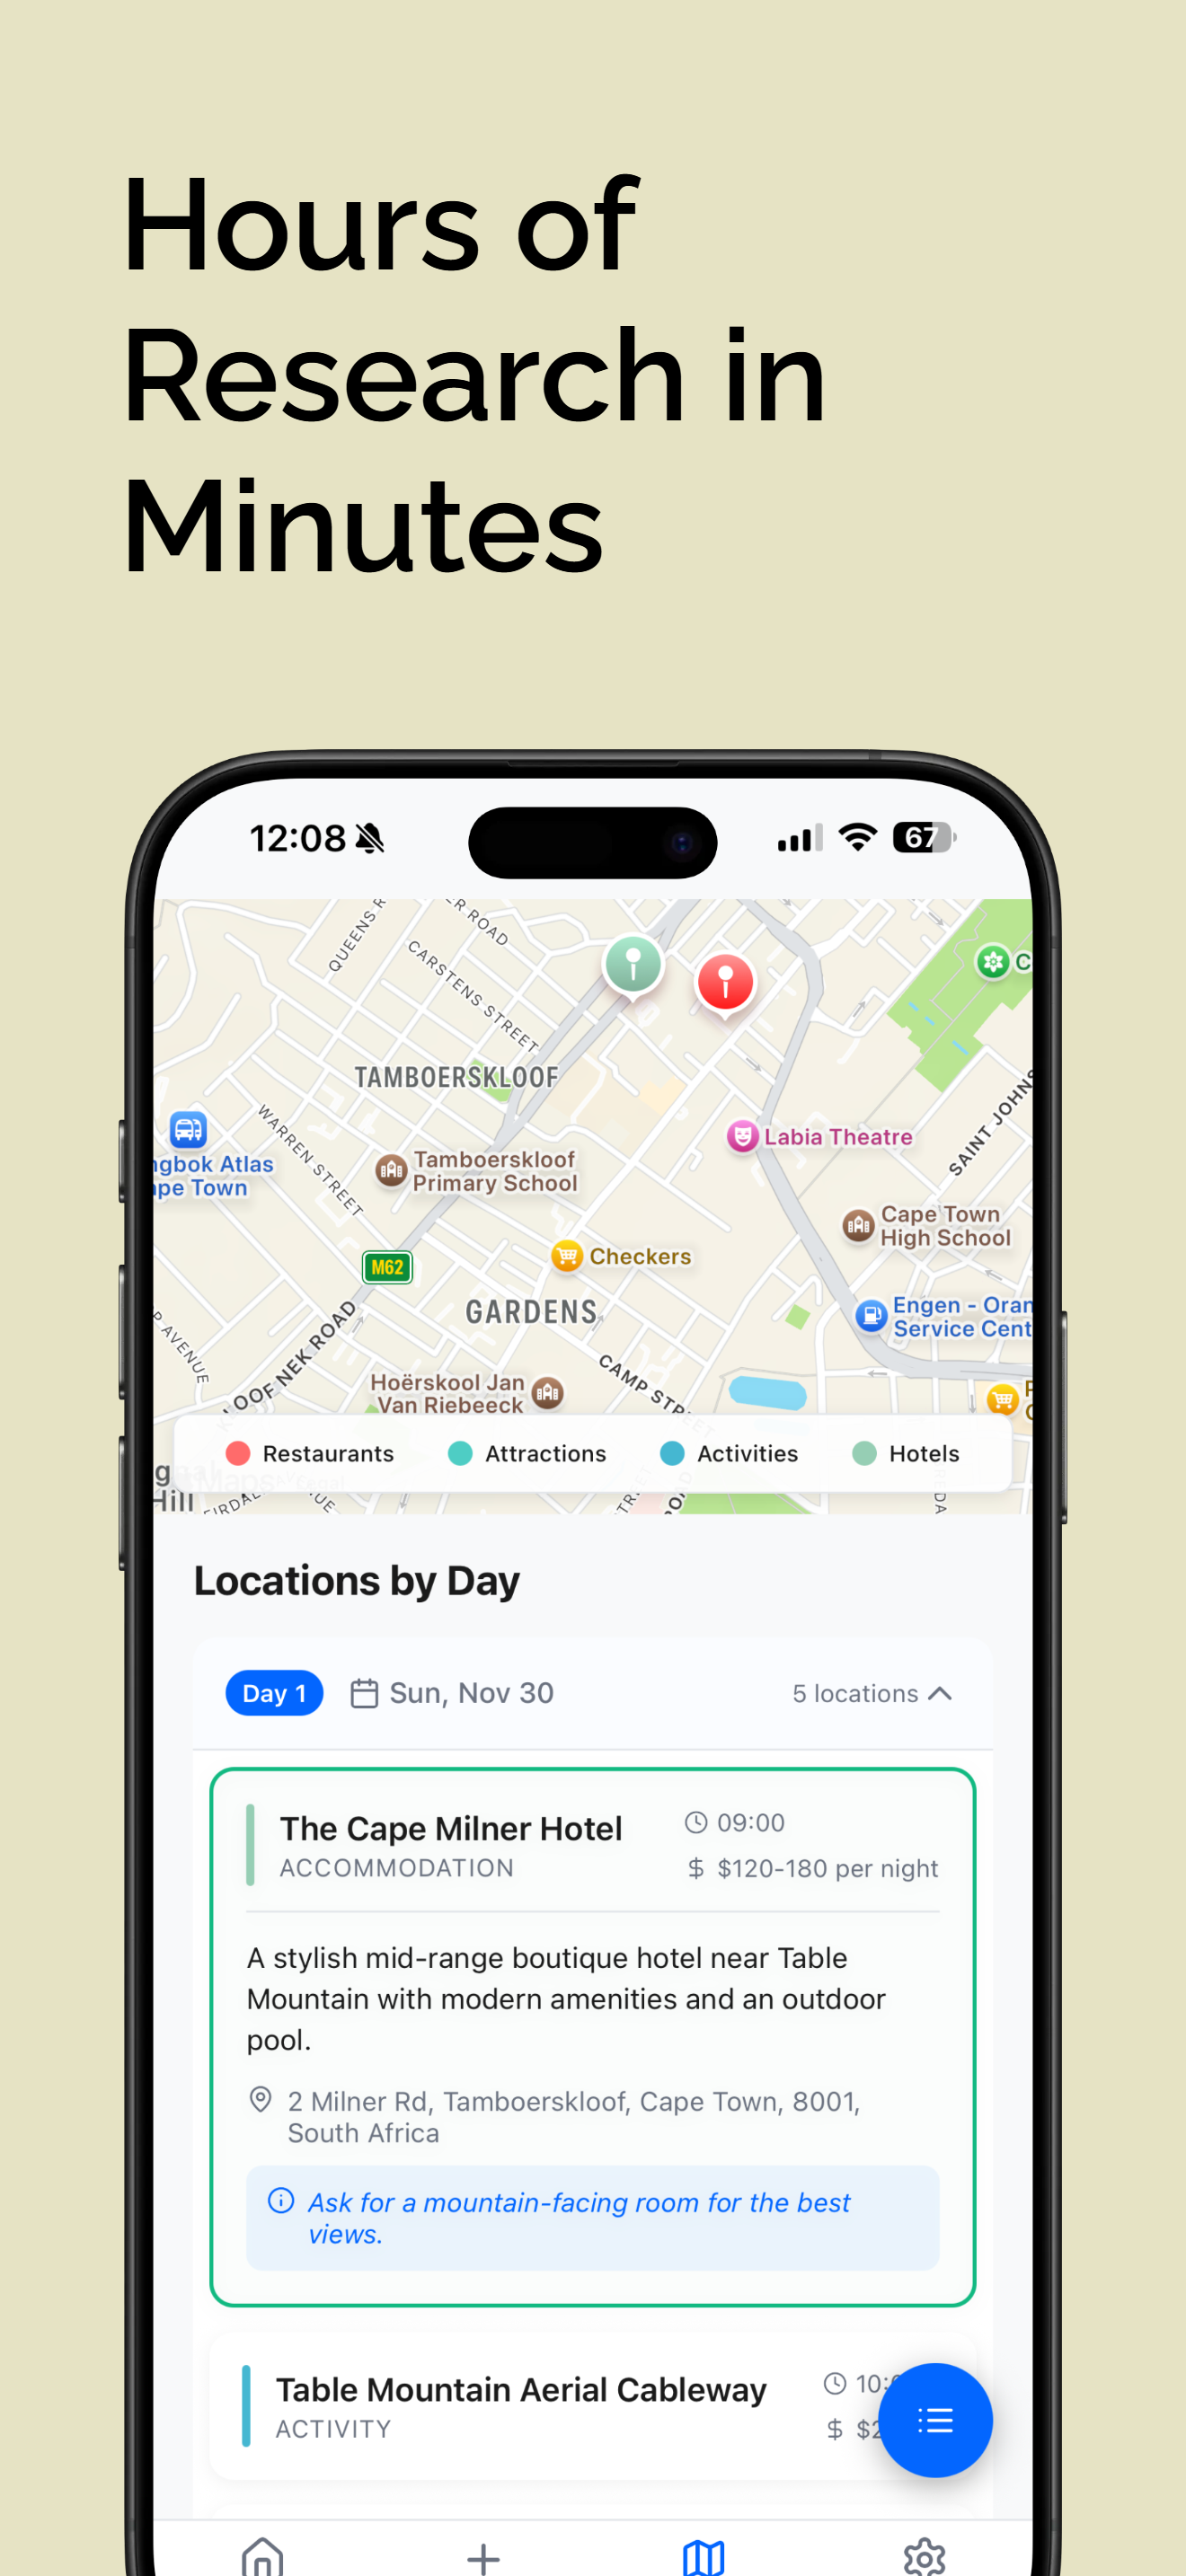 Hours of
Research in
Minutes
12:08
67
QUEENS R
ER ROAD
CARSTENS STREET
C
TAMBOERSKLOOF
WARREN STREET
SAINT JOHNS
Labia Theatre
ngbok Atlas
ape Town
Tamboerskloof
Primary School
Cape Town
High School
M62
Checkers
GARDENS
Engen - Oran
Service Cent
P AVENUE
KLOOF NEK ROAD
CAMP STREET
Hoërskool Jan
Van Riebeeck
Restaurants
Attractions
Activities
Hotels
Hill
Locations by Day
Day 1
Sun, Nov 30
5 locations
The Cape Milner Hotel
09:00
ACCOMMODATION
$ $120-180 per night
A stylish mid-range boutique hotel near Table
Mountain with modern amenities and an outdoor
pool.
2 Milner Rd, Tamboerskloof, Cape Town, 8001,
South Africa
Ask for a mountain-facing room for the best
views.
Table Mountain Aerial Cableway
10:
ACTIVITY
$ $2